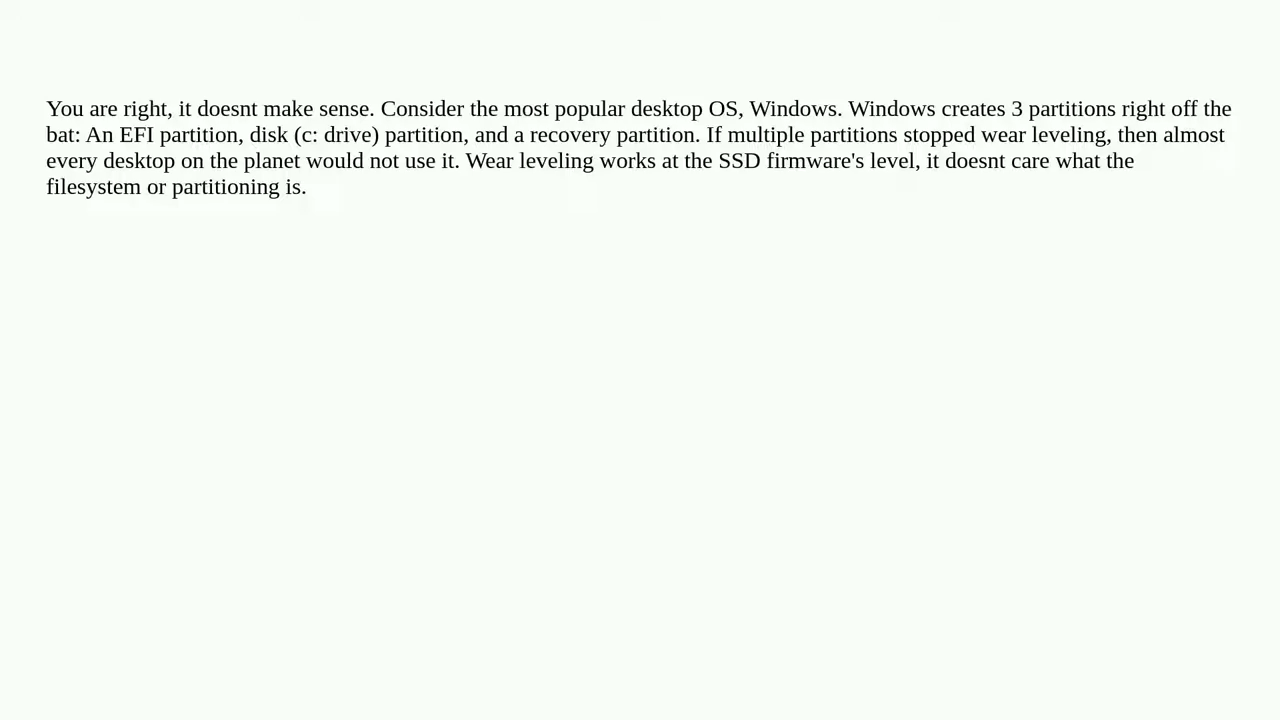 You are right, it doesnt make sense. Consider the most popular desktop OS, Windows. Windows creates 3 partitions right off the
bat: An EFI partition, disk (c: drive) partition, and a recovery partition. If multiple partitions stopped wear leveling, then almost
every desktop on the planet would not use it. Wear leveling works at the SSD firmware's level, it doesnt care what the
filesystem or partitioning is.